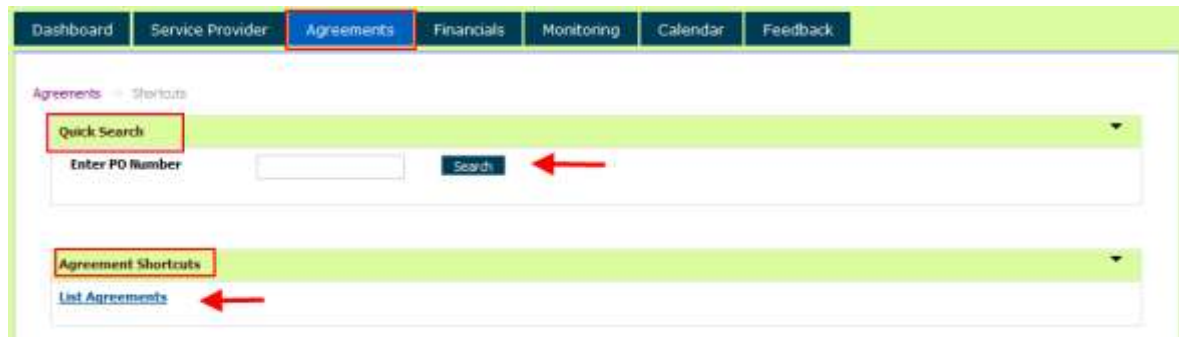 Dashboard Service Provider Agreements Financials Monitoring Calendar Feedback
Agreements Shortcuts
Quick Search
Enter PO Number Search
Agreement Shortcuts
List Agreements